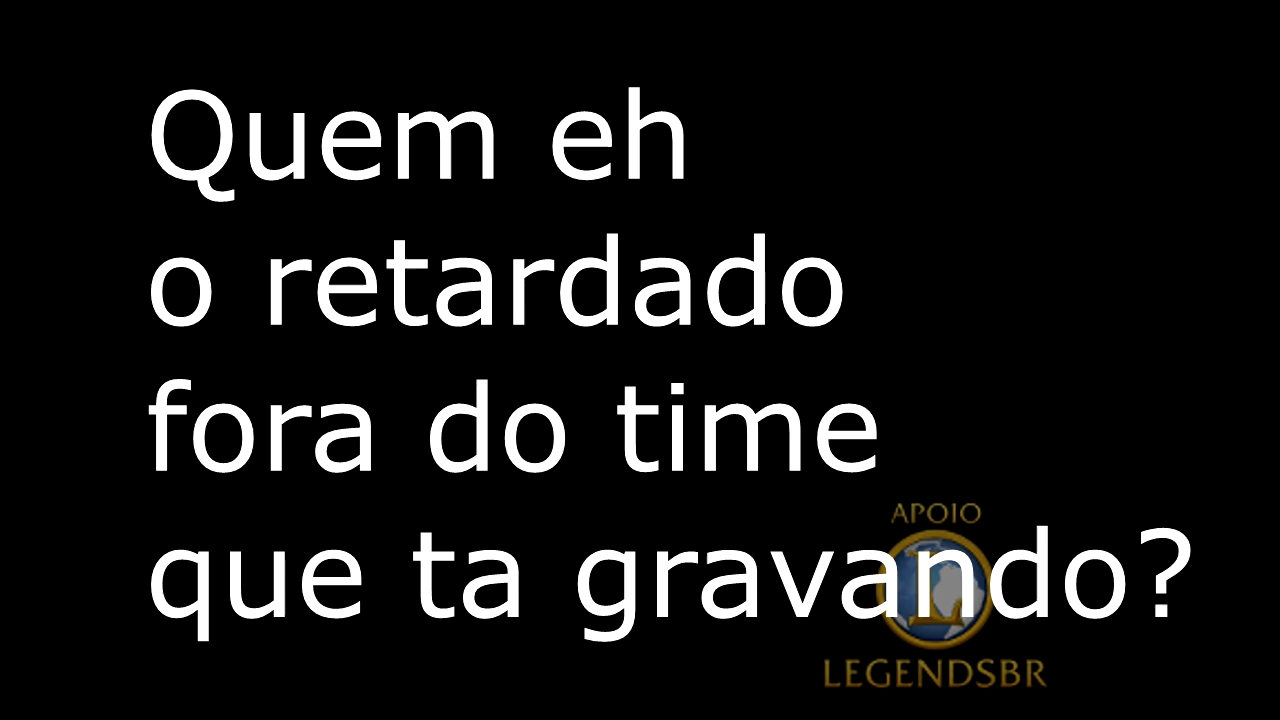 Quem eh
o retardado
fora do time
que ta gravando?
APOIO
LEGENDSBR